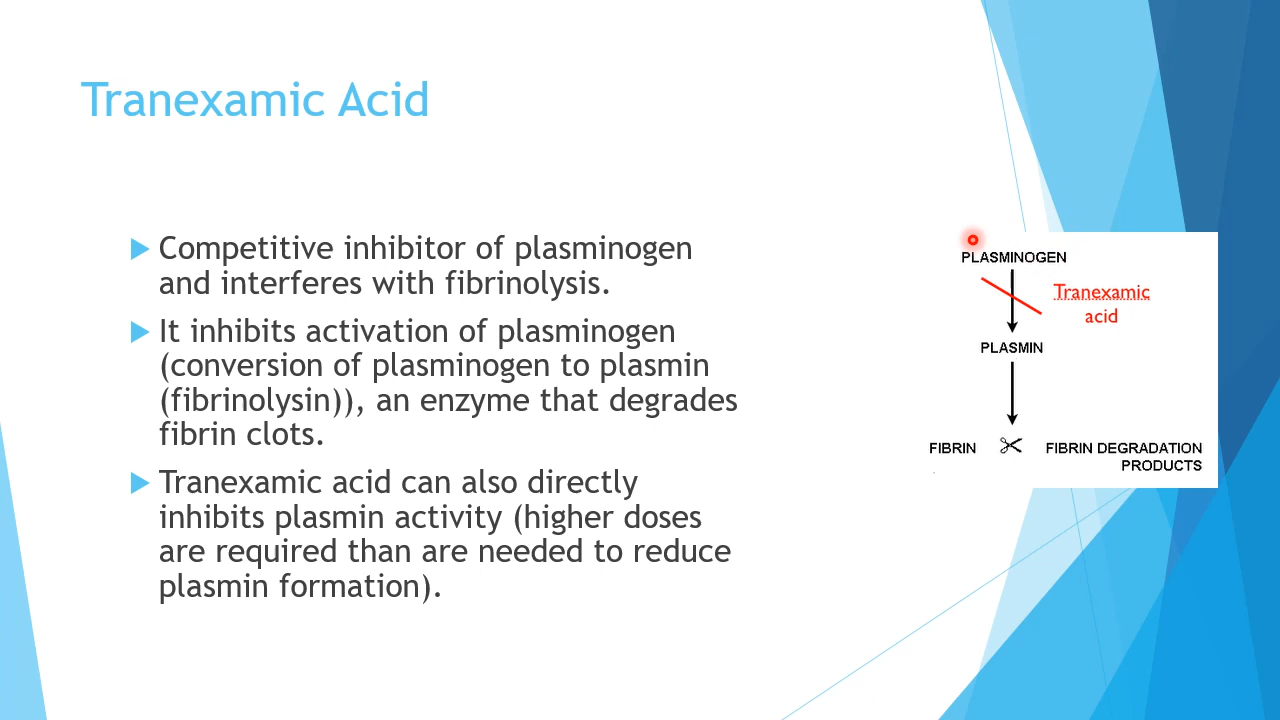 Tranexamic Acid
Competitive inhibitor of plasminogen
and interferes with fibrinolysis.
It inhibits activation of plasminogen
(conversion of plasminogen to plasmin
(fibrinolysin)), an enzyme that degrades
fibrin clots.
Tranexamic acid can also directly
inhibits plasmin activity (higher doses
are required than are needed to reduce
plasmin formation).
PLASMINOGEN
Tranexamic
acid
PLASMIN
FIBRIN
FIBRIN DEGRADATION
PRODUCTS